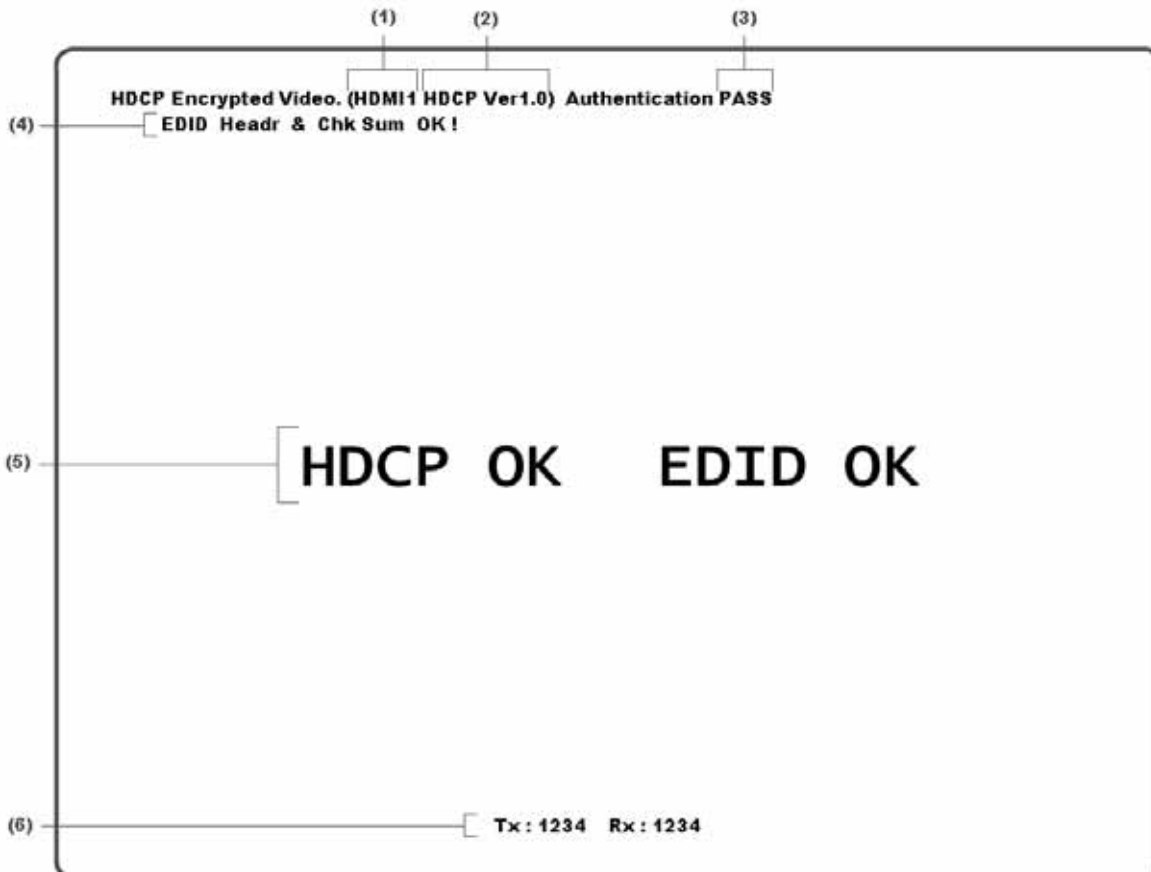 (1) (2) (3)
HDCP Encrypted Video. (HDMI1 HDCP Ver1.0) Authentication PASS
(4) EDID Headr & Chk Sum OK !
(5) HDCP OK EDID OK
(6) Tx : 1234 Rx : 1234